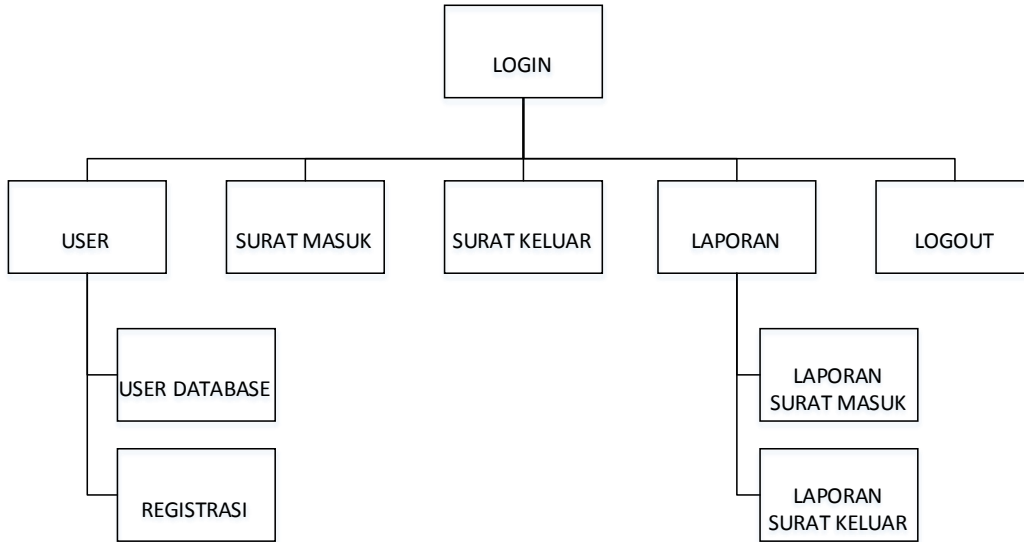 LOGIN
USER
SURAT MASUK
SURAT KELUAR
LAPORAN
LOGOUT
USER DATABASE
LAPORAN
SURAT MASUK
REGISTRASI
LAPORAN
SURAT KELUAR